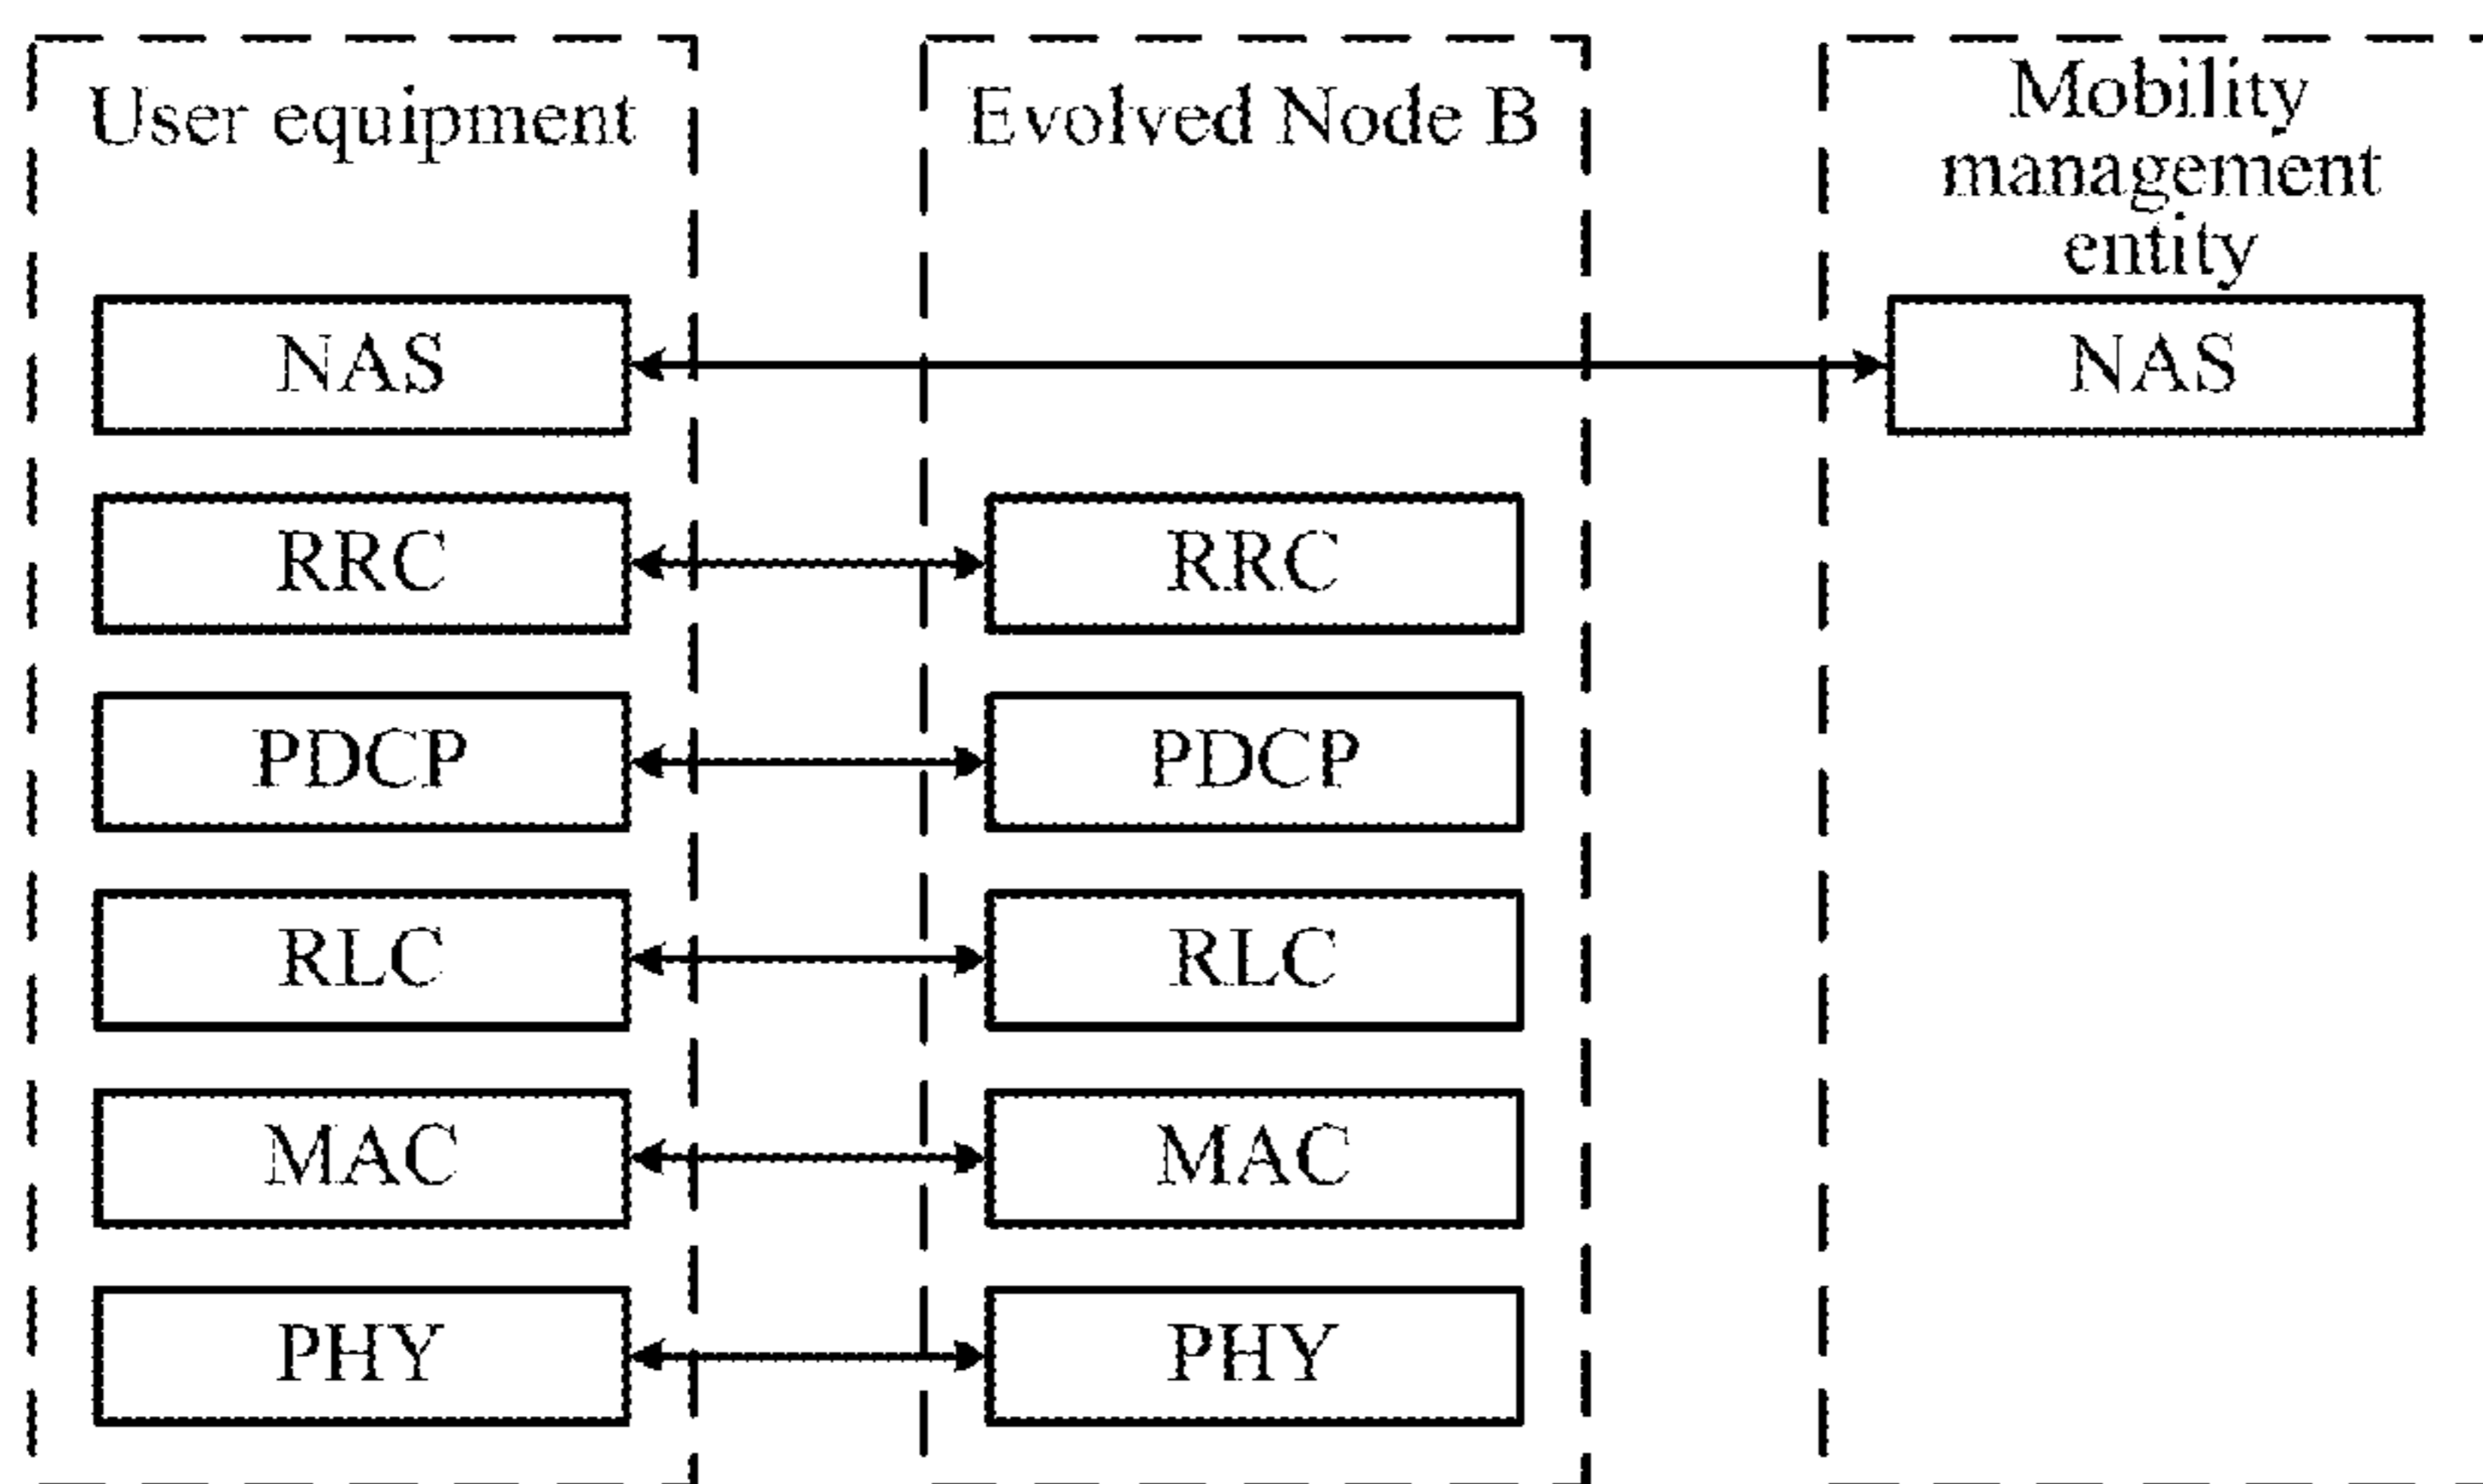 User equipment
Evolved Node B
Mobility
management
entity
NAS
NAS
RRC
RRC
PDCP
PDCP
RLC
RLC
MAC
MAC
PHY
PHY